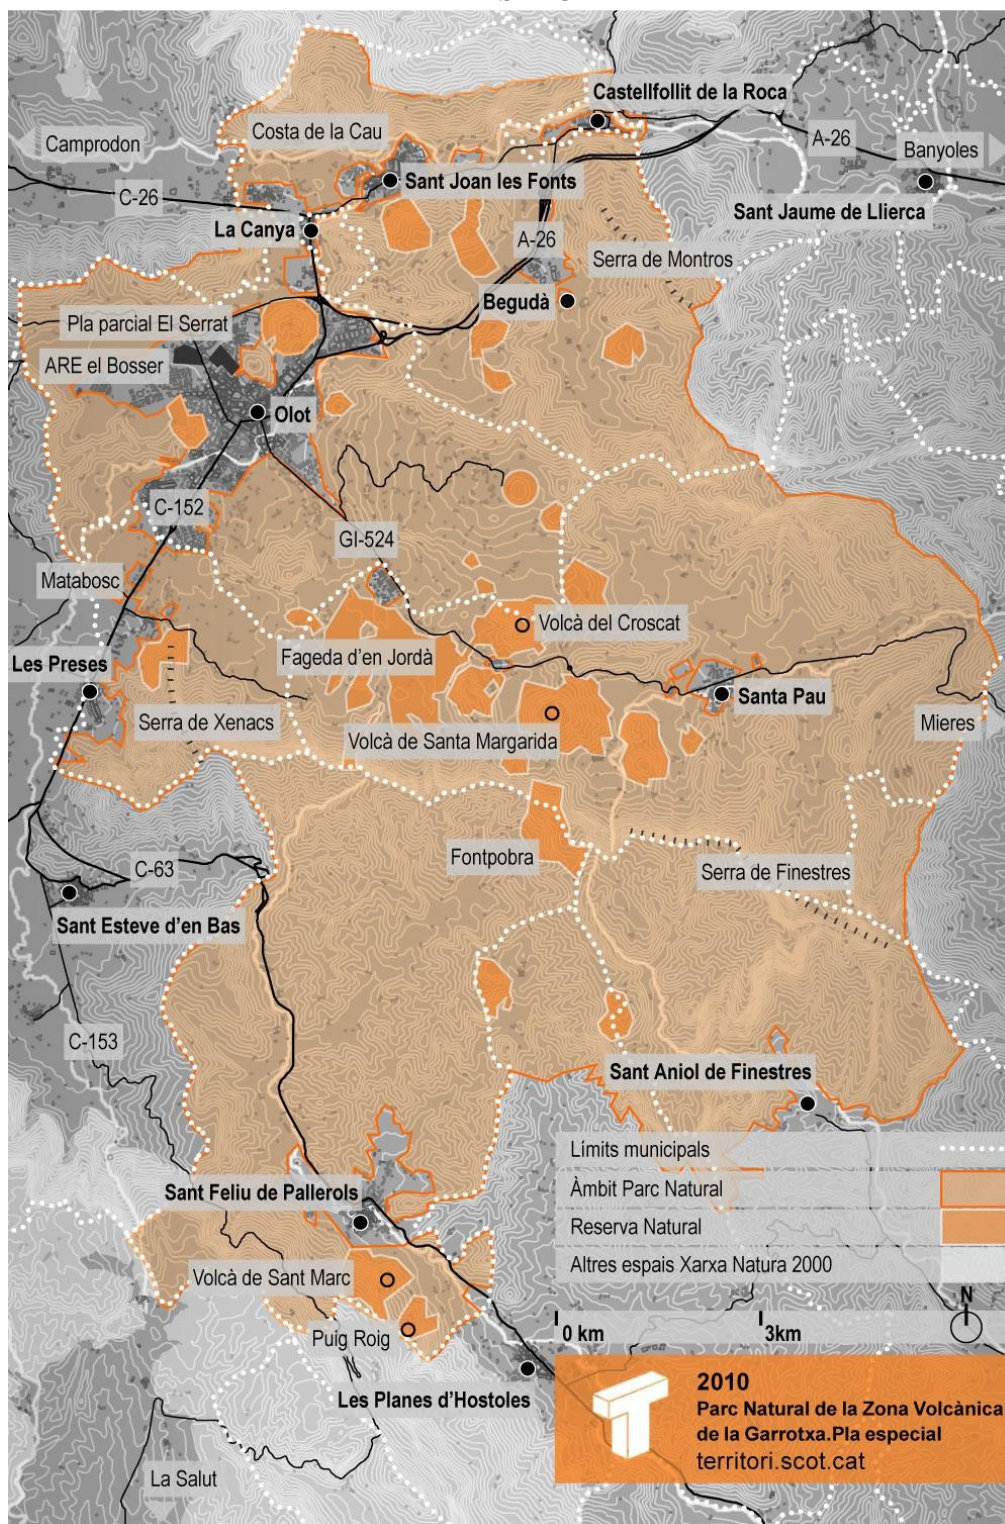 Castellfollit de la Roca
Costa de la Cau
Camprodon
A-26
Banyoles
C-26
Sant Joan les Fonts
Sant Jaume de Llierca
La Canya
A-26
Serra de Montros
Begudà
Pla parcial El Serrat
ARE el Bosser
Olot
C-152
GI-524
Matabosc
Volcà del Croscat
Fageda d'en Jordà
Les Preses
Santa Pau
Serra de Xenacs
Mieres
Volcà de Santa Margarida
Fontpobra
C-63
Serra de Finestres
Sant Esteve d'en Bas
C-153
Sant Aniol de Finestres
Límits municipals
Àmbit Parc Natural
Sant Feliu de Pallerols
Reserva Natural
Altres espais Xarxa Natura 2000
Volcà de Sant Marc
N
Puig Roig
0 km
3km
Les Planes d'Hostoles
2010
Parc Natural de la Zona Volcànica
de la Garrotxa.Pla especial
territori.scot.cat
La Salut